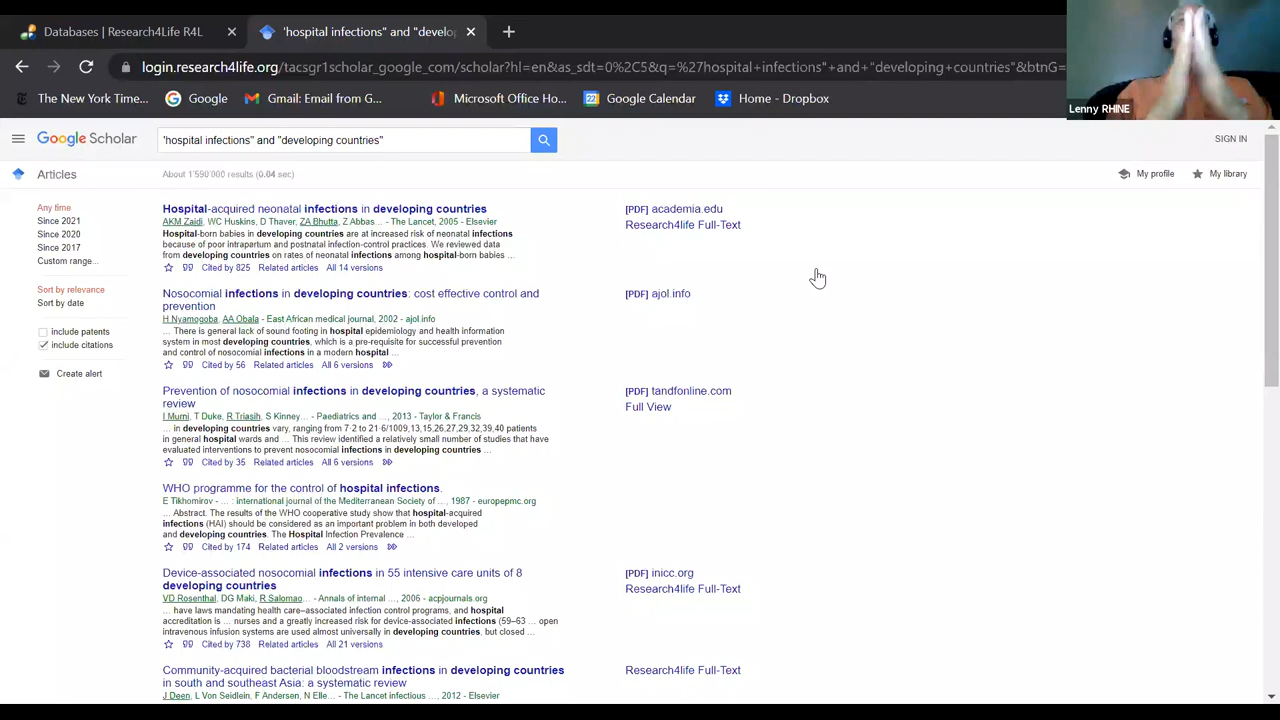 Databases | Research4Life R4L
'hospital infections" and "develo
login.research4life.org/tacsgr1scholar_google_com/scholar?hl=en&as_sdt=0%2C5&q=%27hospital+infections"+and+"developing+countries"&btnG=
Lenny RHINE
The New York Time...
Google
Gmail: Email from G...
Microsoft Office Ho...
Google Calendar
Home - Dropbox
Google Scholar
'hospital infections" and "developing countries"
SIGN IN
Articles
About 1'590'000 results (0.04 sec)
My profile
My library
Any time
Since 2021
Since 2020
Since 2017
Custom range...
Sort by relevance
Sort by date
include patents
include citations
Create alert
Hospital-acquired neonatal infections in developing countries
AKM Zaidi, WC Huskins, D Thaver, ZA Bhutta, Z Abbas... - The Lancet, 2005 - Elsevier
Hospital-born babies in developing countries are at increased risk of neonatal infections
because of poor intrapartum and postnatal infection-control practices. We reviewed data
from developing countries on rates of neonatal infections among hospital-born babies ...
Cited by 825 Related articles All 14 versions
[PDF] academia.edu
Research4life Full-Text
Nosocomial infections in developing countries: cost effective control and
prevention
H Nyamogoba, AA Obala - East African medical journal, 2002 - ajol.info
... There is general lack of sound footing in hospital epidemiology and health information
system in most developing countries, which is a pre-requisite for successful prevention
and control of nosocomial infections in a modern hospital ...
Cited by 56 Related articles All 6 versions
[PDF] ajol.info
Prevention of nosocomial infections in developing countries, a systematic
review
I Murni, T Duke, R Triasih, S Kinney... - Paediatrics and ..., 2013 - Taylor & Francis
... in developing countries vary, ranging from 7·2 to 21·6/1009,13,15,26,27,29,32,39,40 patients
in general hospital wards and ... This review identified a relatively small number of studies that have
evaluated interventions to prevent nosocomial infections in developing countries ...
Cited by 35 Related articles All 6 versions
[PDF] tandfonline.com
Full View
WHO programme for the control of hospital infections.
E Tikhomirov - ... : international journal of the Mediterranean Society of ..., 1987 - europepmc.org
... Abstract. The results of the WHO cooperative study show that hospital-acquired
infections (HAI) should be considered as an important problem in both developed
and developing countries. The Hospital Infection Prevalence ...
Cited by 174 Related articles All 2 versions
Device-associated nosocomial infections in 55 intensive care units of 8
developing countries
VD Rosenthal, DG Maki, R Salomao... - Annals of internal ..., 2006 - acpjournals.org
... have laws mandating health care–associated infection control programs, and hospital
accreditation is ... nurses and a greatly increased risk for device-associated infections (59–63 ... open
intravenous infusion systems are used almost universally in developing countries, but closed ...
Cited by 738 Related articles All 21 versions
[PDF] inicc.org
Research4life Full-Text
Community-acquired bacterial bloodstream infections in developing countries
in south and southeast Asia: a systematic review
J Deen, L Von Seidlein, F Andersen, N Elle... - The Lancet infectious ..., 2012 - Elsevier
Research4life Full-Text